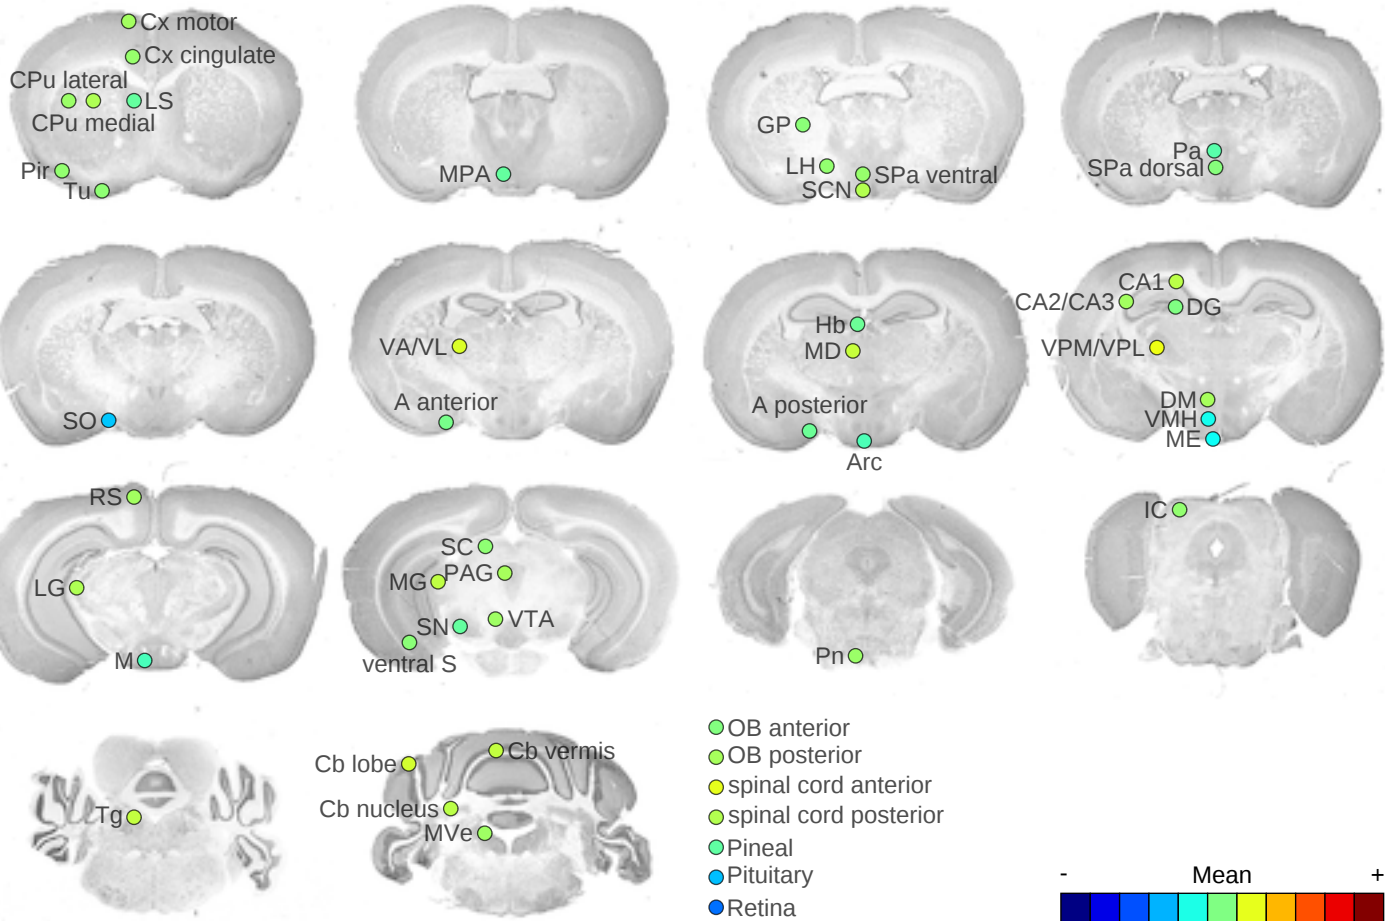 Cx motor
Cx cingulate
CPu lateral
LS
CPu medial
Pir
Tu
MPA
GP
LH
SPa ventral
SCN
Pa
SPa dorsal
SO
VA/VL
A anterior
Hb
MD
A posterior
Arc
CA1
CA2/CA3
DG
VPM/VPL
DM
VMH
ME
RS
LG
M
SC
MG
PAG
SN
VTA
ventral S
Pn
IC
Tg
Cb lobe
Cb vermis
Cb nucleus
MVe
OB anterior
OB posterior
spinal cord anterior
spinal cord posterior
Pineal
Pituitary
Retina
- Mean +